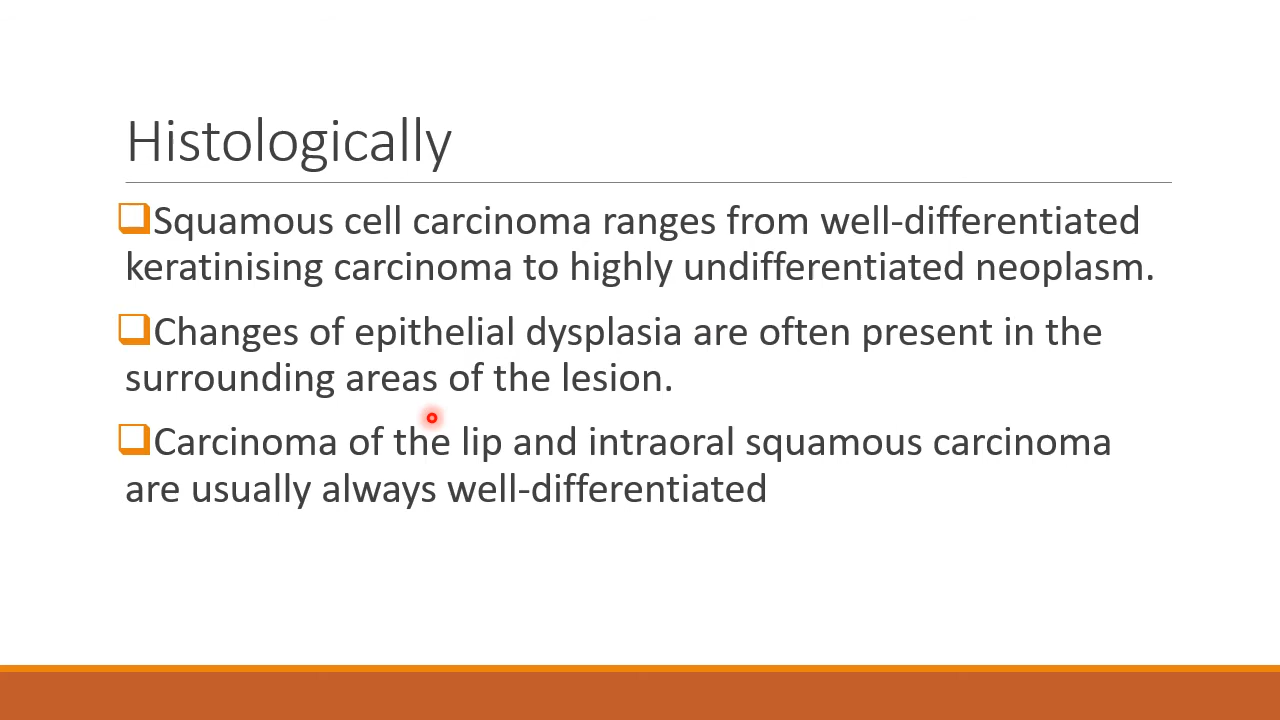 Histologically
Squamous cell carcinoma ranges from well-differentiated
keratinising carcinoma to highly undifferentiated neoplasm.
Changes of epithelial dysplasia are often present in the
surrounding areas of the lesion.
Carcinoma of the lip and intraoral squamous carcinoma
are usually always well-differentiated